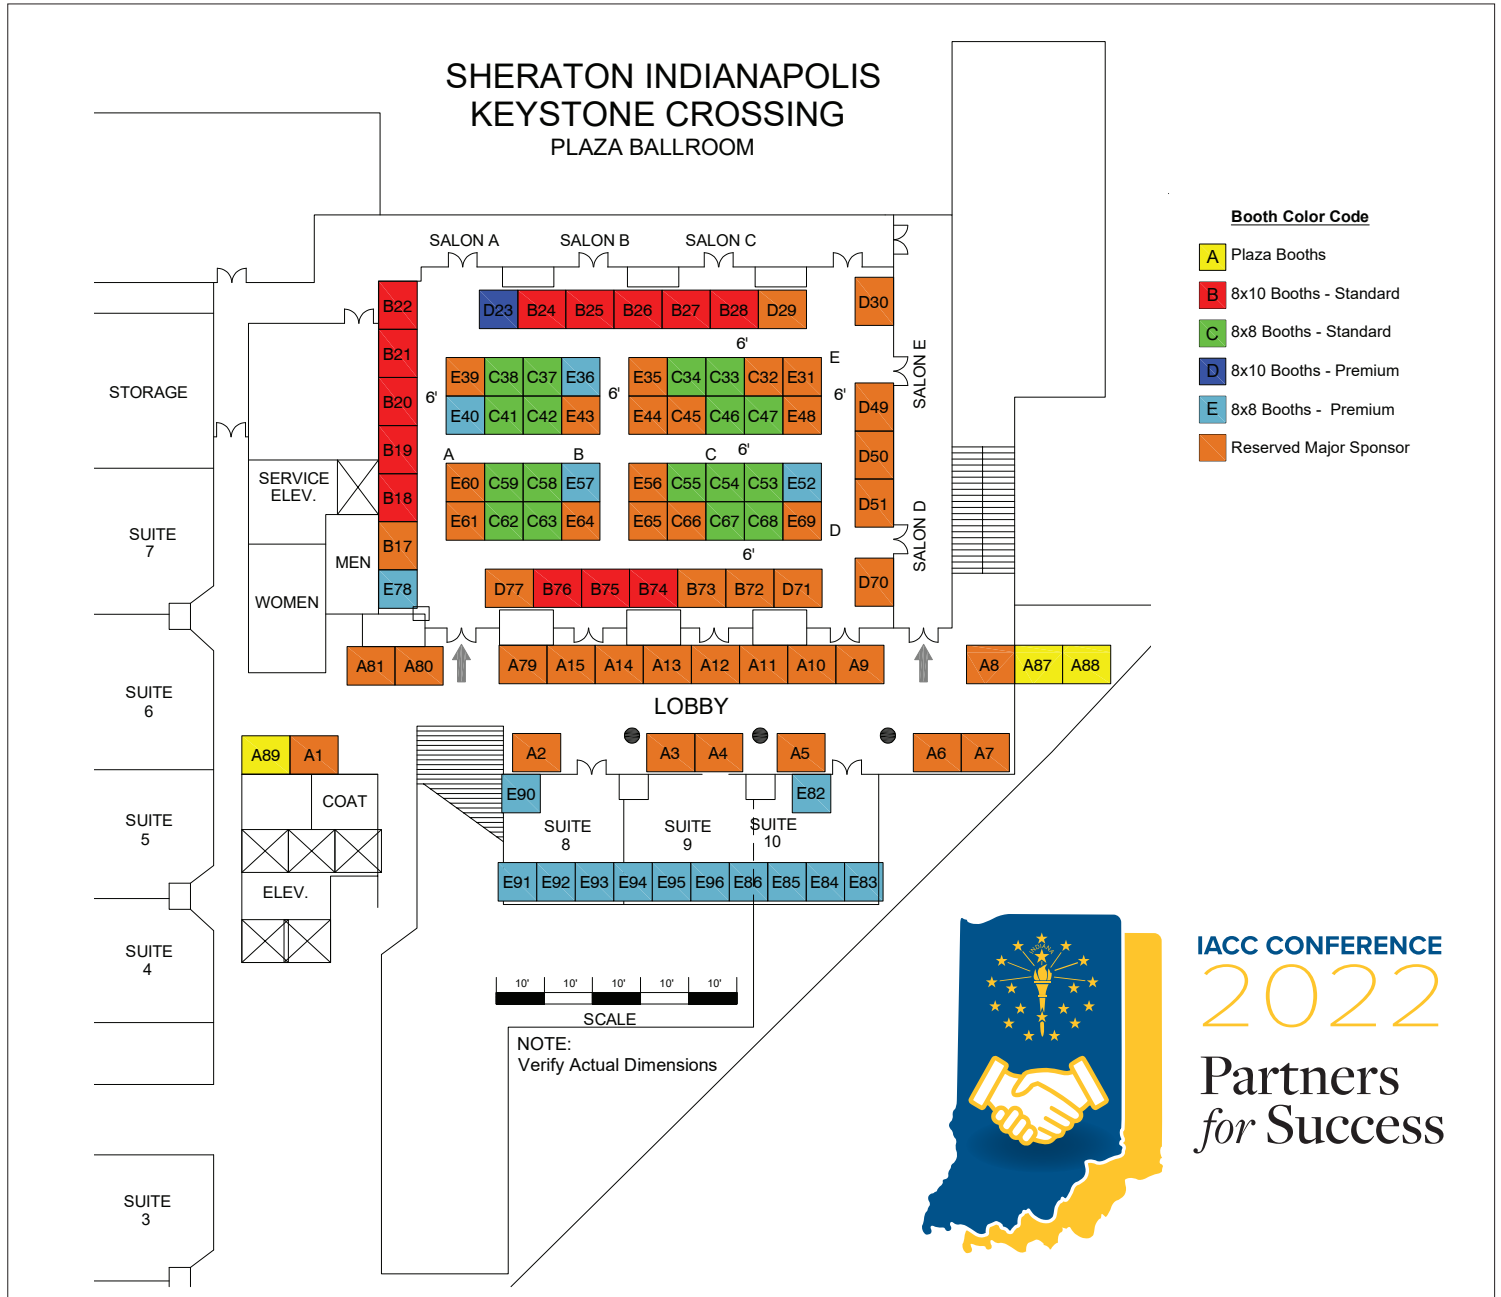 SHERATON INDIANAPOLIS
KEYSTONE CROSSING
PLAZA BALLROOM
Booth Color Code
A Plaza Booths
B 8x10 Booths - Standard
C 8x8 Booths - Standard
D 8x10 Booths - Premium
E 8x8 Booths - Premium
Reserved Major Sponsor
SALON A SALON B SALON C
B22 D23 B24 B25 B26 B27 B28 D29 D30
6'
B21 E
SALON E
E39 C38 C37 E36 E35 C34 C33 C32 E31
STORAGE
B20 6' 6' 6'
D49
E40 C41 C42 E43 E44 C45 C46 C47 E48
B19 A B C 6' D50
SERVICE
ELEV.
E60 C59 C58 E57 E56 C55 C54 C53 E52
B18 D51
E61 C62 C63 E64 E65 C66 C67 C68 E69
D
SALON D
SUITE
7
B17
6'
MEN
D70
WOMEN
E78 D77 B76 B75 B74 B73 B72 D71
A81 A80 A79 A15 A14 A13 A12 A11 A10 A9 A8 A87 A88
SUITE
6
LOBBY
A89 A1 A2 A3 A4 A5 A6 A7
COAT
E90 E82
SUITE
5
SUITE
8
SUITE
9
SUITE
10
ELEV.
E91 E92 E93 E94 E95 E96 E86 E85 E84 E83
SUITE
4
10' 10' 10' 10' 10'
SCALE
NOTE:
Verify Actual Dimensions
SUITE
3
INDIANA
IACC CONFERENCE
2022
Partners
for Success